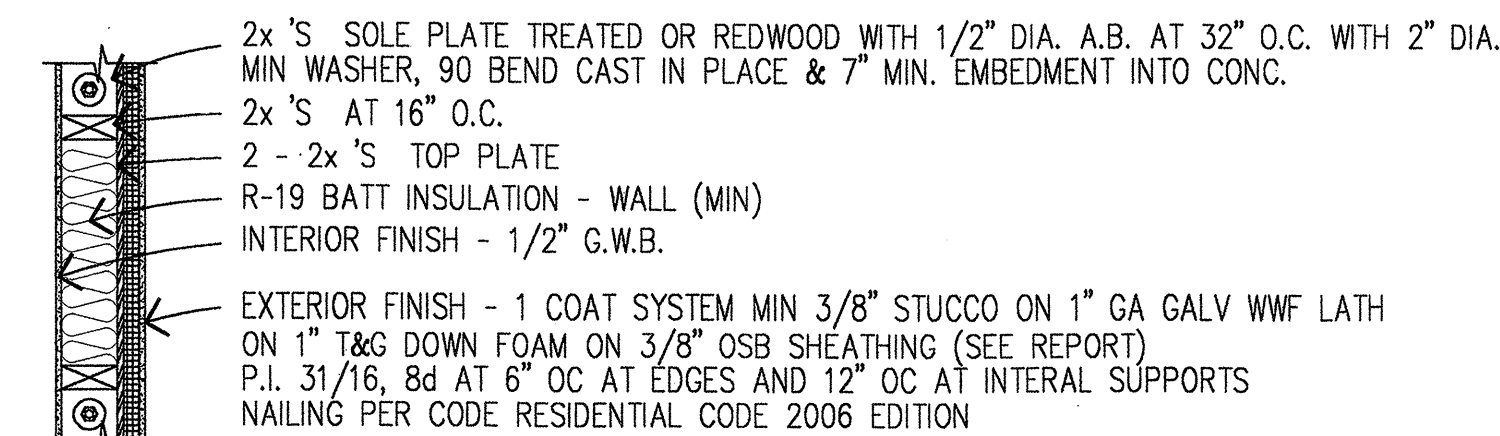 2x 'S SOLE PLATE TREATED OR REDWOOD WITH 1/2" DIA. A.B. AT 32" O.C. WITH 2" DIA.
MIN WASHER, 90 BEND CAST IN PLACE & 7" MIN. EMBEDMENT INTO CONC.
2x 'S AT 16" O.C.
2 - 2x 'S TOP PLATE
R-19 BATT INSULATION - WALL (MIN)
INTERIOR FINISH - 1/2" G.W.B.
EXTERIOR FINISH - 1 COAT SYSTEM MIN 3/8" STUCCO ON 1" GA GALV WWF LATH
ON 1" T&G DOWN FOAM ON 3/8" OSB SHEATHING (SEE REPORT)
P.I. 31/16, 8d AT 6" OC AT EDGES AND 12" OC AT INTERAL SUPPORTS
NAILING PER CODE RESIDENTIAL CODE 2006 EDITION